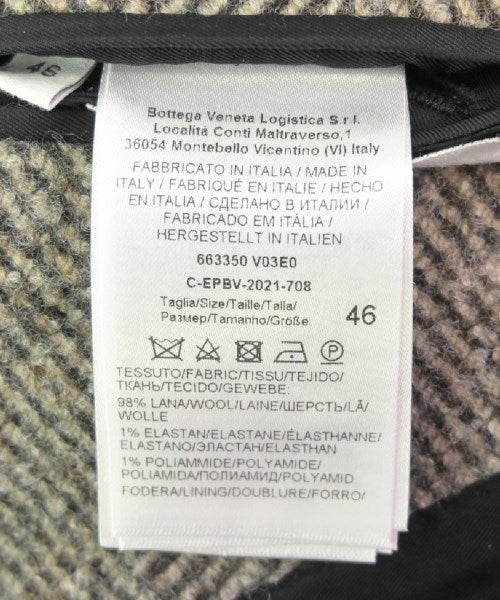 46
Bottega Veneta Logistica S.r.l.
Località Conti Maltraverso,1
36054 Montebello Vicentino (VI) Italy
FABBRICATO IN ITALIA / MADE IN
ITALY / FABRIQUÉ EN ITALIE / HECHO
EN ITALIA / СДЕЛАНО В ИТАЛИИ /
FABRICADO EM ITÀLIA /
HERGESTELLT IN ITALIEN
663350 V03E0
C-EPBV-2021-708
Taglia/Size/Taille/Talla/
Размер/Tamanho/Größe 46
P
TESSUTO/FABRIC/TISSU/TEJIDO/
ТКАНЬ/TECIDO/GEWEBE:
98% LANA/WOOL/LAINE/ШЕРСТЬ/LÃ/
WOLLE
1% ELASTAN/ELASTANE/ÉLASTHANNE/
ELASTANO/ЭЛАСТАН/ELASTHAN
1% POLIAMMIDE/POLYAMIDE/
POLIAMIDA/ПОЛИАМИД/POLYAMID
FODERA/LINING/DOUBLURE/FORRO/